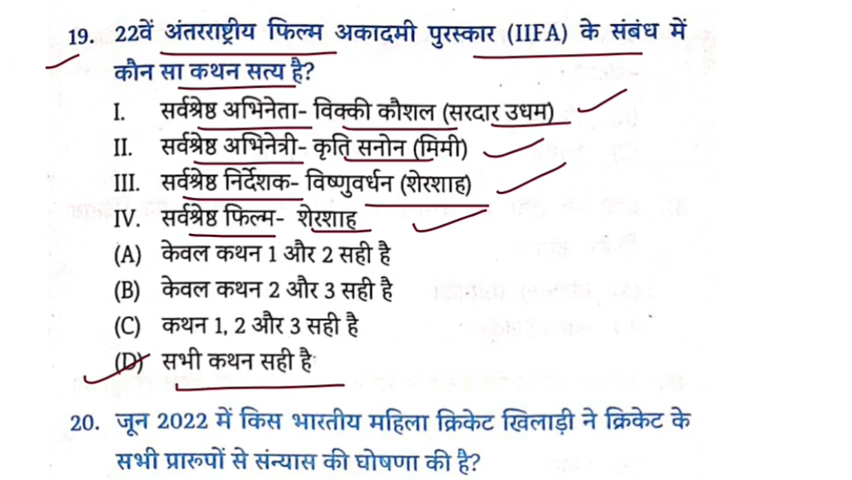 19. 22वें अंतरराष्ट्रीय फिल्म अकादमी पुरस्कार (IIFA) के संबंध में
कौन सा कथन सत्य है?
I. सर्वश्रेष्ठ अभिनेता- विक्की कौशल (सरदार उधम)
II. सर्वश्रेष्ठ अभिनेत्री- कृति सनोन (मिमी)
III. सर्वश्रेष्ठ निर्देशक- विष्णुवर्धन (शेरशाह)
IV. सर्वश्रेष्ठ फिल्म- शेरशाह
(A) केवल कथन 1 और 2 सही है
(B) केवल कथन 2 और 3 सही है
(C) कथन 1, 2 और 3 सही है
(D) सभी कथन सही है
20. जून 2022 में किस भारतीय महिला क्रिकेट खिलाड़ी ने क्रिकेट के
सभी प्रारूपों से संन्यास की घोषणा की है?